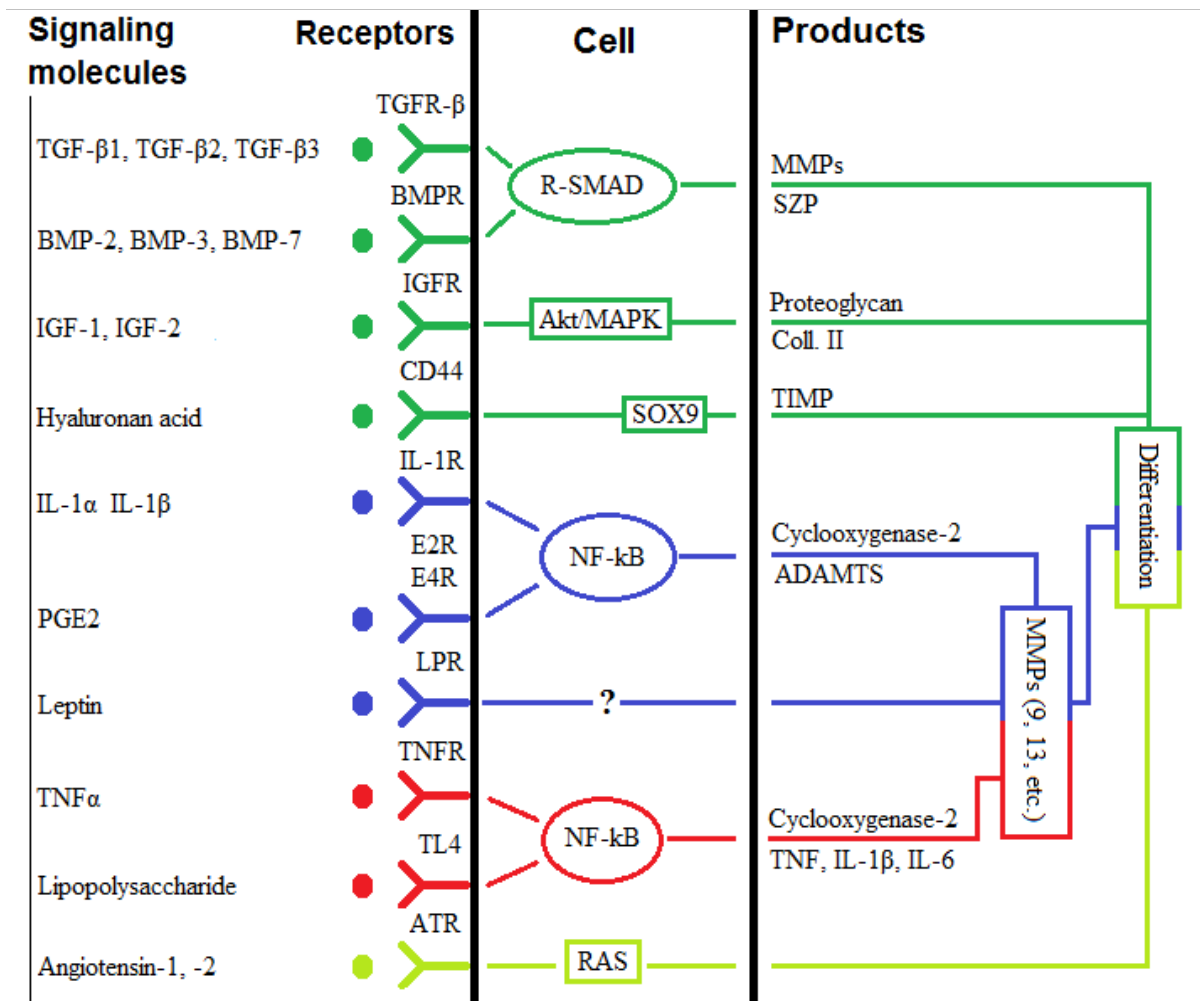 Signaling
molecules
Receptors
Cell
Products
TGFR-β
TGF-β1, TGF-β2, TGF-β3
R-SMAD
MMPs
SZP
BMPR
BMP-2, BMP-3, BMP-7
IGFR
IGF-1, IGF-2
Akt/MAPK
Proteoglycan
Coll. II
CD44
Hyaluronan acid
SOX9
TIMP
Differentiation
IL-1R
IL-1α IL-1β
E2R
E4R
NF-kB
Cyclooxygenase-2
ADAMTS
PGE2
LPR
Leptin
?
MMPs (9, 13, etc.)
TNFR
TNFα
NF-kB
Cyclooxygenase-2
TNF, IL-1β, IL-6
TL4
Lipopolysaccharide
ATR
Angiotensin-1, -2
RAS